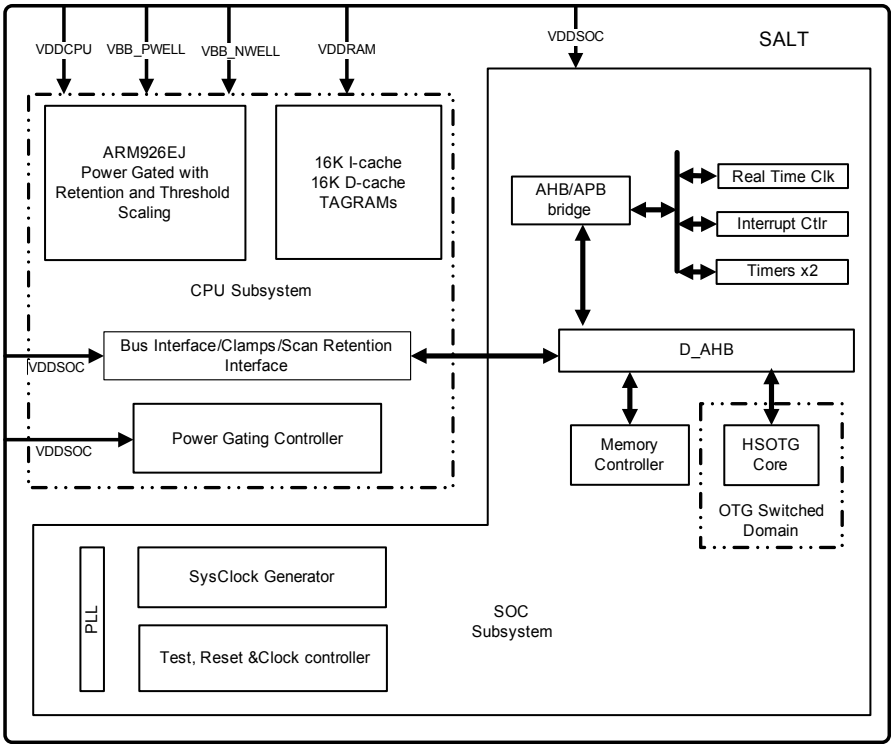 VDDCPU
VBB_PWELL
VBB_NWELL
VDDRAM
VDDSOC
SALT
ARM926EJ
Power Gated with
Retention and Threshold
Scaling
16K I-cache
16K D-cache
TAGRAMs
CPU Subsystem
AHB/APB
bridge
Real Time Clk
Interrupt Ctlr
Timers x2
Bus Interface/Clamps/Scan Retention
Interface
VDDSOC
D_AHB
Power Gating Controller
VDDSOC
Memory
Controller
HSOTG
Core
OTG Switched
Domain
PLL
SysClock Generator
Test, Reset &Clock controller
SOC
Subsystem